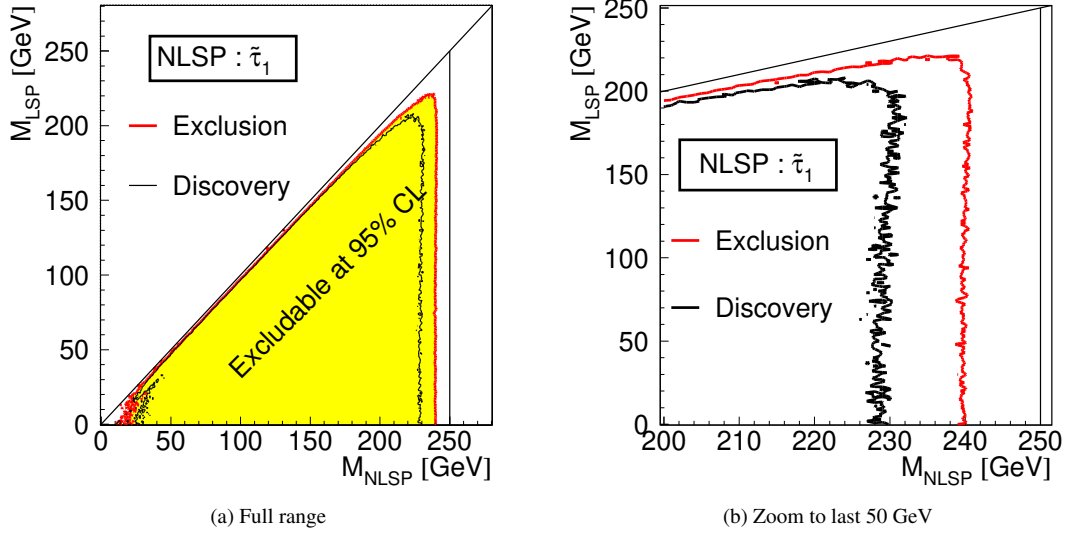 M_LSP [GeV]
250
200
150
100
50
0
NLSP : τ̃₁
Exclusion
Discovery
Excludable at 95% CL
0 50 100 150 200 250
M_NLSP [GeV]
(a) Full range
M_LSP [GeV]
250
200
150
100
50
0
NLSP : τ̃₁
Exclusion
Discovery
200 210 220 230 240 250
M_NLSP [GeV]
(b) Zoom to last 50 GeV